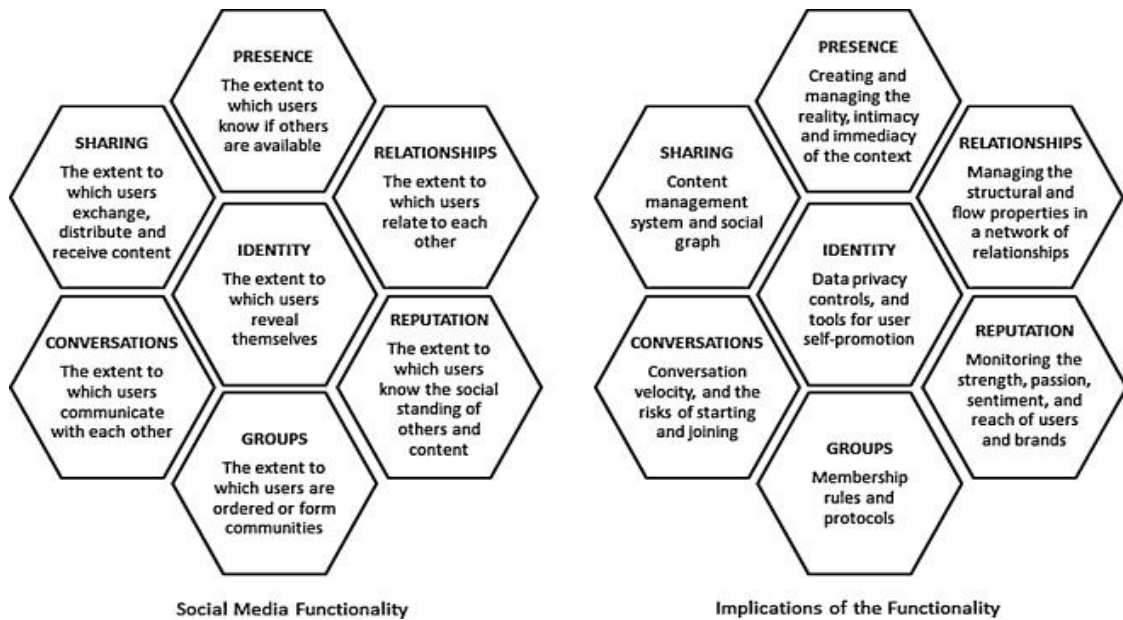 PRESENCE
The extent to
which users
know if others
are available
SHARING
The extent to
which users
exchange,
distribute and
receive content
RELATIONSHIPS
The extent to
which users
relate to each
other
IDENTITY
The extent to
which users
reveal
themselves
CONVERSATIONS
The extent to
which users
communicate
with each other
REPUTATION
The extent to
which users
know the social
standing of
others and
content
GROUPS
The extent to
which users are
ordered or form
communities
Social Media Functionality
PRESENCE
Creating and
managing the
reality, intimacy
and immediacy
of the context
SHARING
Content
management
system and social
graph
RELATIONSHIPS
Managing the
structural and
flow properties in
a network of
relationships
IDENTITY
Data privacy
controls, and
tools for user
self-promotion
CONVERSATIONS
Conversation
velocity, and the
risks of starting
and joining
REPUTATION
Monitoring the
strength, passion,
sentiment, and
reach of users
and brands
GROUPS
Membership
rules and
protocols
Implications of the Functionality